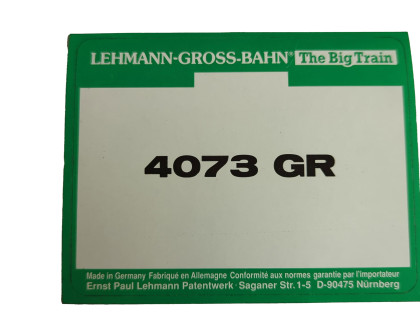 LEHMANN-GROSS-BAHN® The Big Train
4073 GR
Made in Germany Fabriqué en Allemagne Conformité aux normes garantie par l'importateur
Ernst Paul Lehmann Patentwerk · Saganer Str. 1-5 D-90475 Nürnberg